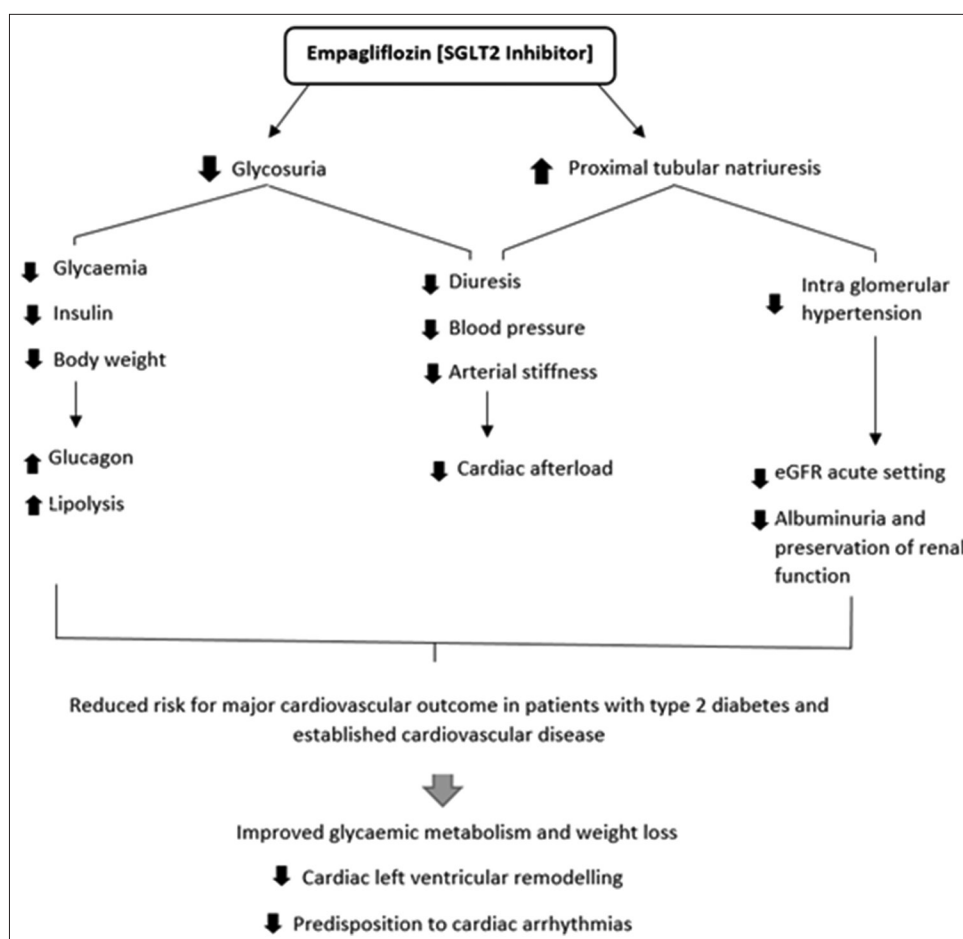 Empagliflozin [SGLT2 Inhibitor]
Glycosuria
Proximal tubular natriuresis
Glycaemia
Insulin
Body weight
Glucagon
Lipolysis
Diuresis
Blood pressure
Arterial stiffness
Cardiac afterload
Intra glomerular
hypertension
eGFR acute setting
Albuminuria and
preservation of renal
function
Reduced risk for major cardiovascular outcome in patients with type 2 diabetes and
established cardiovascular disease
Improved glycaemic metabolism and weight loss
Cardiac left ventricular remodelling
Predisposition to cardiac arrhythmias